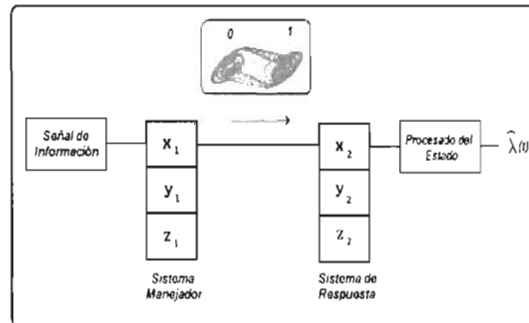 0 1
Señal de
Información
x₁
y₁
z₁
Sistema
Manejador
x₂
y₂
z₂
Sistema de
Respuesta
Procesado del
Estado
λ̂(t)